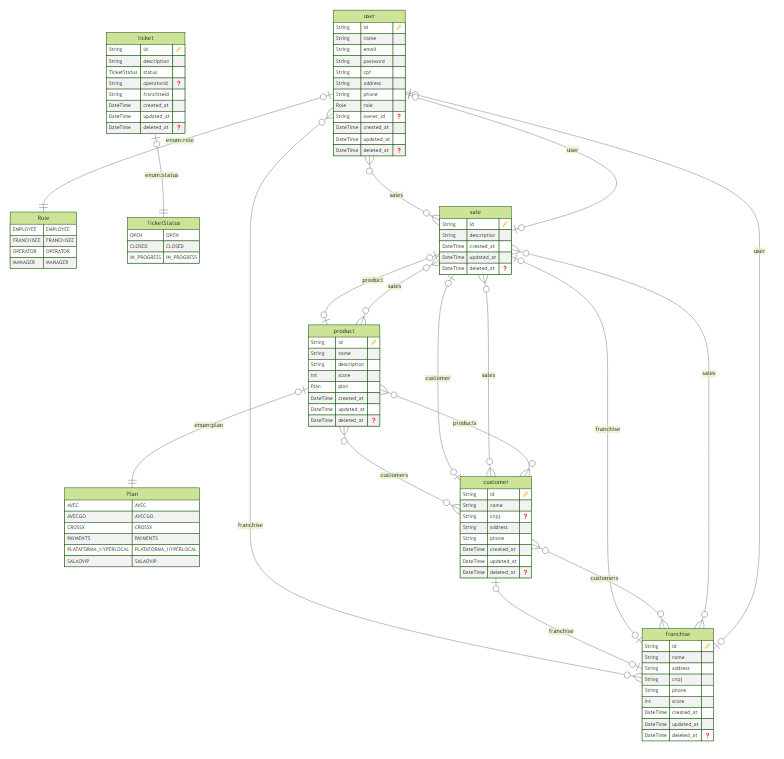 user
String id 🔑
String name
String email
String password
String cpf
String address
String phone
Role role
String owner_id ❓
DateTime created_at
DateTime updated_at
DateTime deleted_at ❓
ticket
String id 🔑
String description
TicketStatus status
String operatorId ❓
String franchiseId
DateTime created_at
DateTime updated_at
DateTime deleted_at ❓
enum:role
user
enum:status
sales
user
Role
EMPLOYEE EMPLOYEE
FRANCHISEE FRANCHISEE
OPERATOR OPERATOR
MANAGER MANAGER
TicketStatus
OPEN OPEN
CLOSED CLOSED
IN_PROGRESS IN_PROGRESS
sale
String id 🔑
String description
DateTime created_at
DateTime updated_at
DateTime deleted_at ❓
product
sales
product
String id 🔑
String name
String description
Int score
Plan plan
DateTime created_at
DateTime updated_at
DateTime deleted_at ❓
customer
sales
sales
enum:plan
products
franchise
customers
Plan
AVEC AVEC
AVECGO AVECGO
CROSSX CROSSX
PAYMENTS PAYMENTS
PLATAFORMA_HYPERLOCAL PLATAFORMA_HYPERLOCAL
SALAOVIP SALAOVIP
customer
String id 🔑
String name
String cnpj ❓
String address
String phone
DateTime created_at
DateTime updated_at
DateTime deleted_at ❓
franchise
customers
franchise
franchise
String id 🔑
String name
String address
String cnpj
String phone
Int score
DateTime created_at
DateTime updated_at
DateTime deleted_at ❓